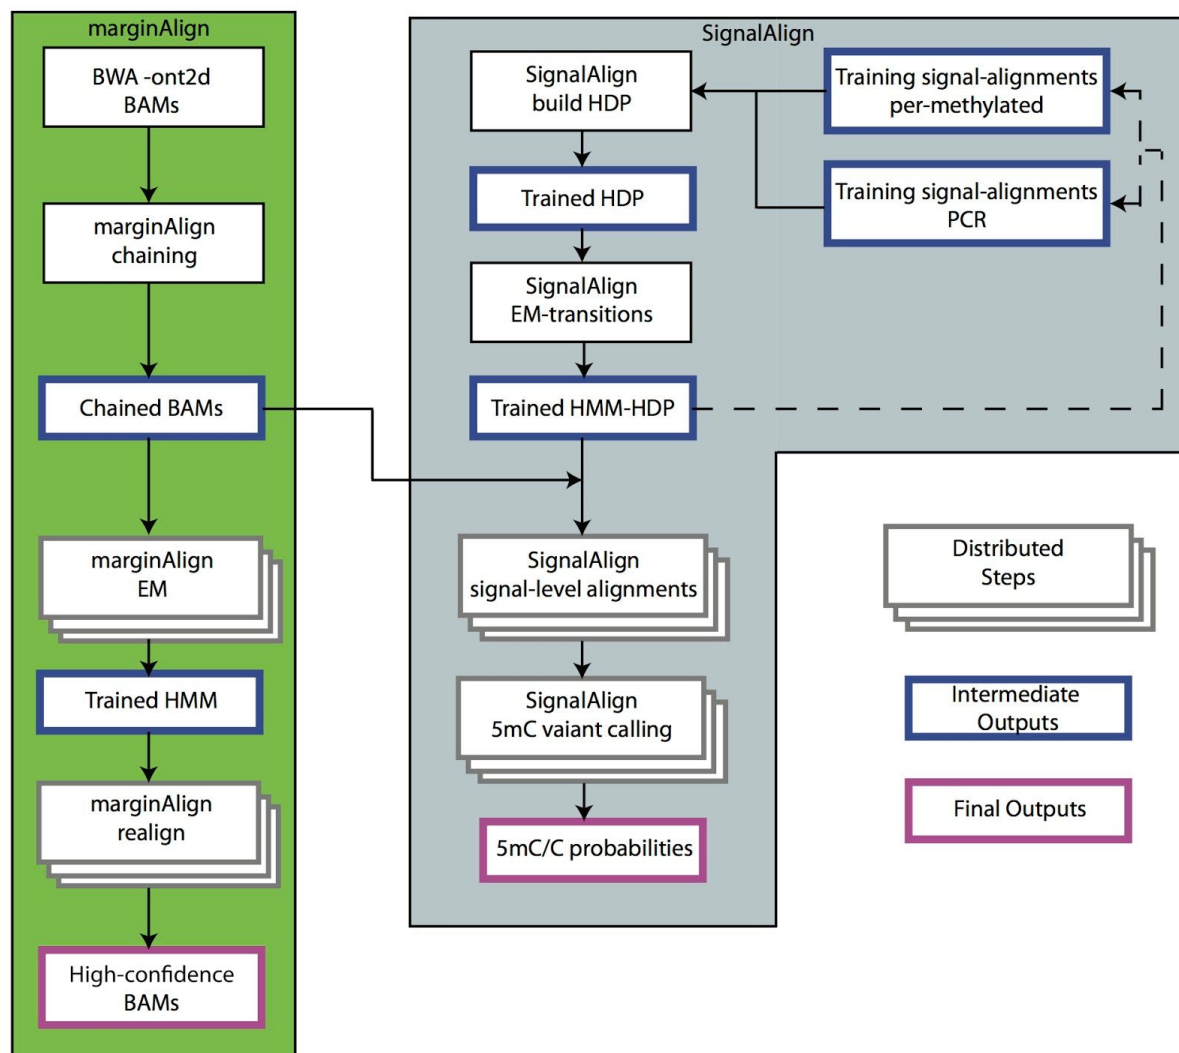 marginAlign
BWA -ont2d
BAMs
marginAlign
chaining
Chained BAMs
marginAlign
EM
Trained HMM
marginAlign
realign
High-confidence
BAMs
SignalAlign
SignalAlign
build HDP
Training signal-alignments
per-methylated
Trained HDP
Training signal-alignments
PCR
SignalAlign
EM-transitions
Trained HMM-HDP
SignalAlign
signal-level alignments
SignalAlign
5mC vaiant calling
5mC/C probabilities
Distributed
Steps
Intermediate
Outputs
Final Outputs